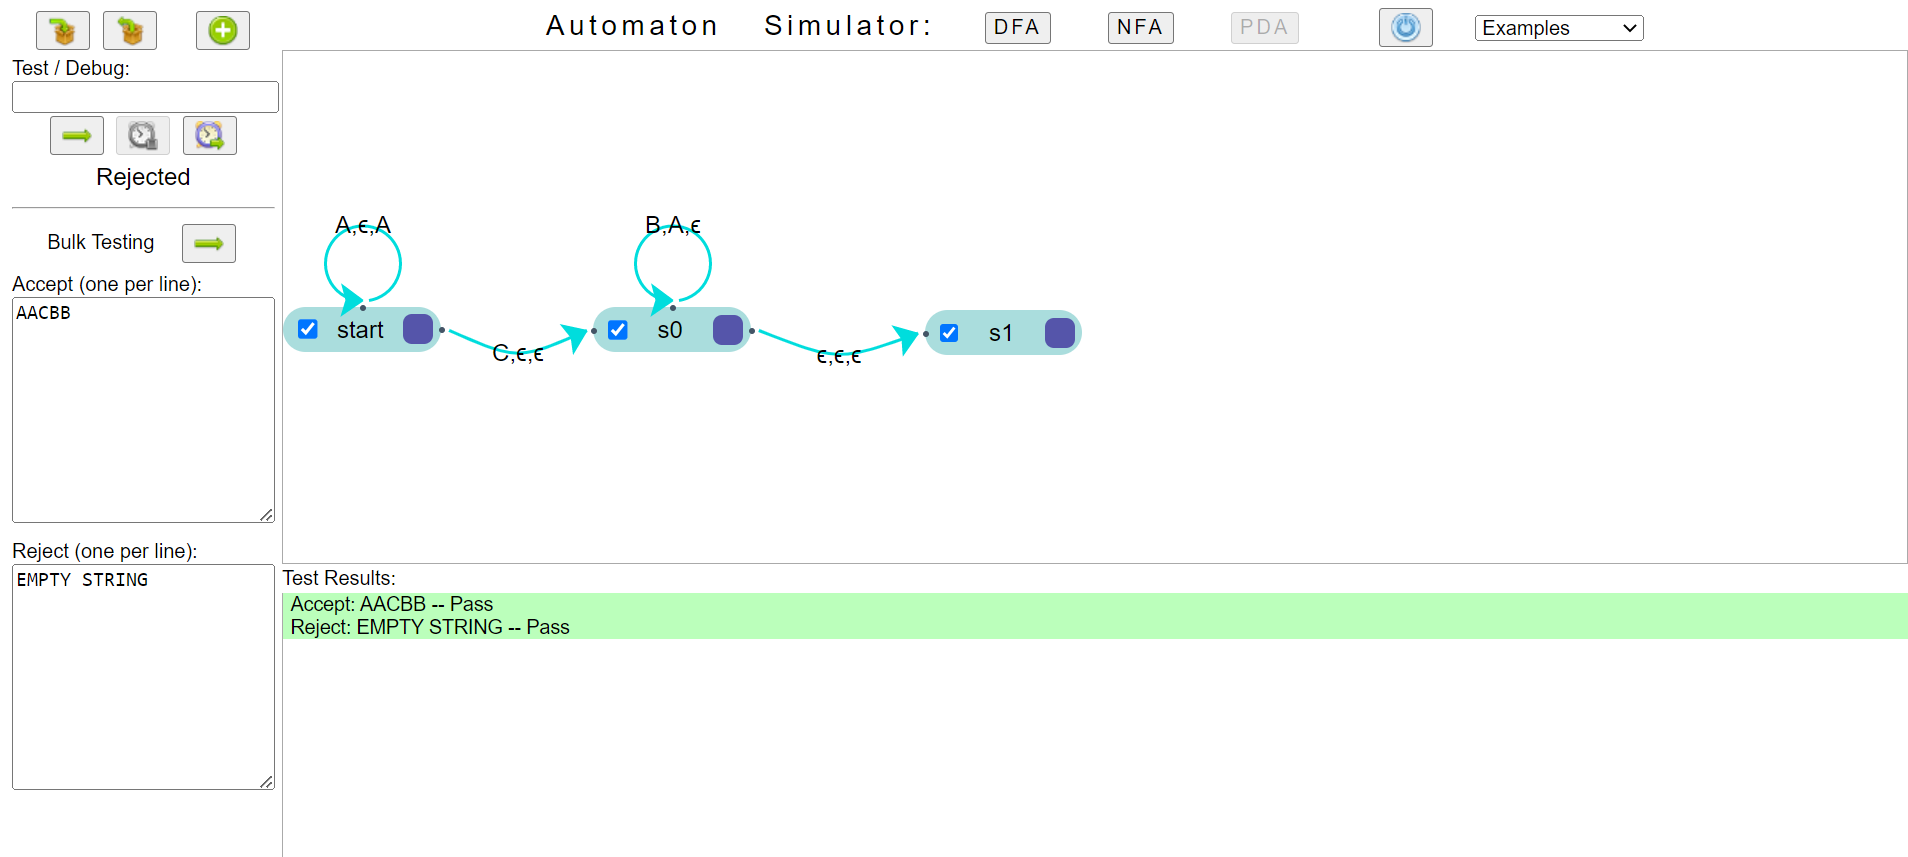 Automaton Simulator: DFA NFA PDA Examples
Test / Debug:
Rejected
Bulk Testing
Accept (one per line):
AACBB
Reject (one per line):
EMPTY STRING
A,ϵ,A
B,A,ϵ
start
s0
s1
C,ϵ,ϵ
ϵ,ϵ,ϵ
Test Results:
Accept: AACBB -- Pass
Reject: EMPTY STRING -- Pass